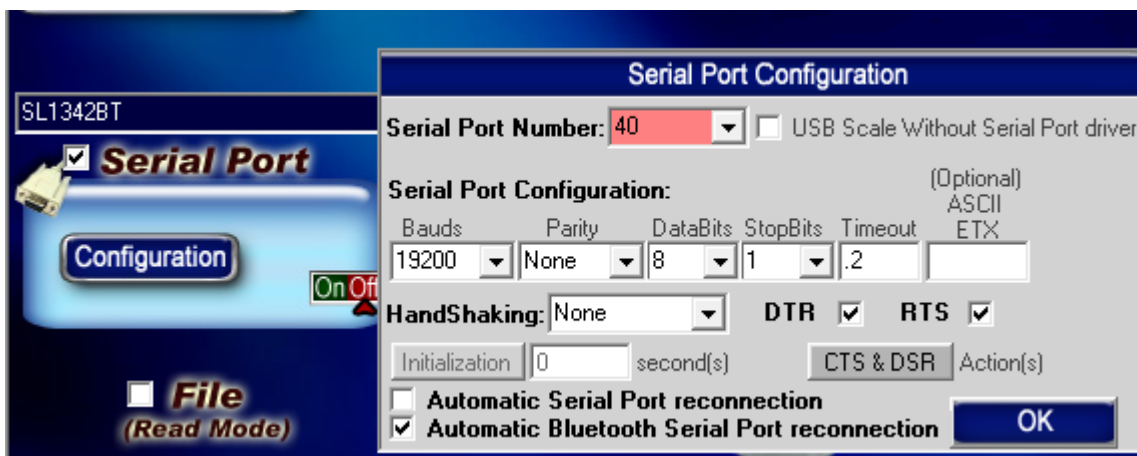 Serial Port Configuration
SL1342BT
Serial Port Number: 40 USB Scale Without Serial Port driver
Serial Port
Serial Port Configuration:
(Optional)
ASCII
ETX
Bauds Parity DataBits StopBits Timeout
19200 None 8 1 .2
Configuration
On Off
HandShaking: None DTR RTS
Initialization 0 second(s) CTS & DSR Action(s)
File
(Read Mode)
Automatic Serial Port reconnection
Automatic Bluetooth Serial Port reconnection
OK